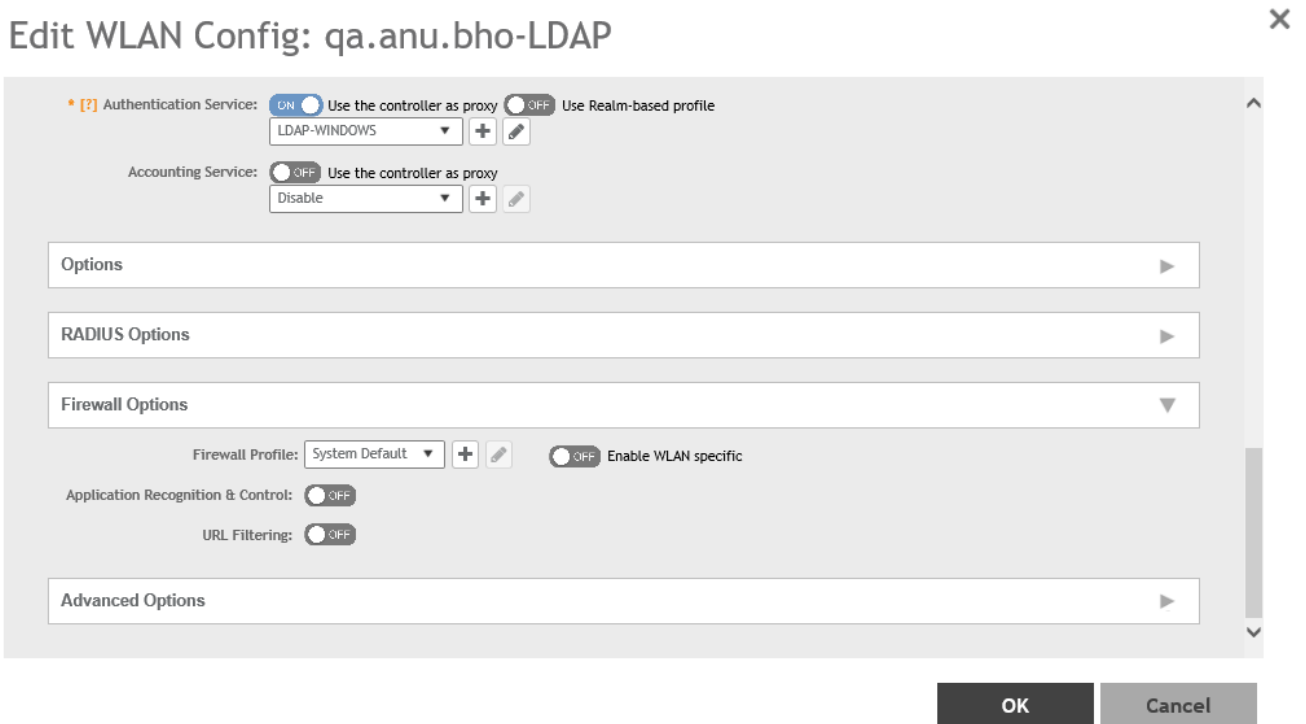 Edit WLAN Config: qa.anu.bho-LDAP
* [?] Authentication Service: ON Use the controller as proxy OFF Use Realm-based profile
LDAP-WINDOWS
Accounting Service: OFF Use the controller as proxy
Disable
Options
RADIUS Options
Firewall Options
Firewall Profile: System Default OFF Enable WLAN specific
Application Recognition & Control: OFF
URL Filtering: OFF
Advanced Options
OK Cancel